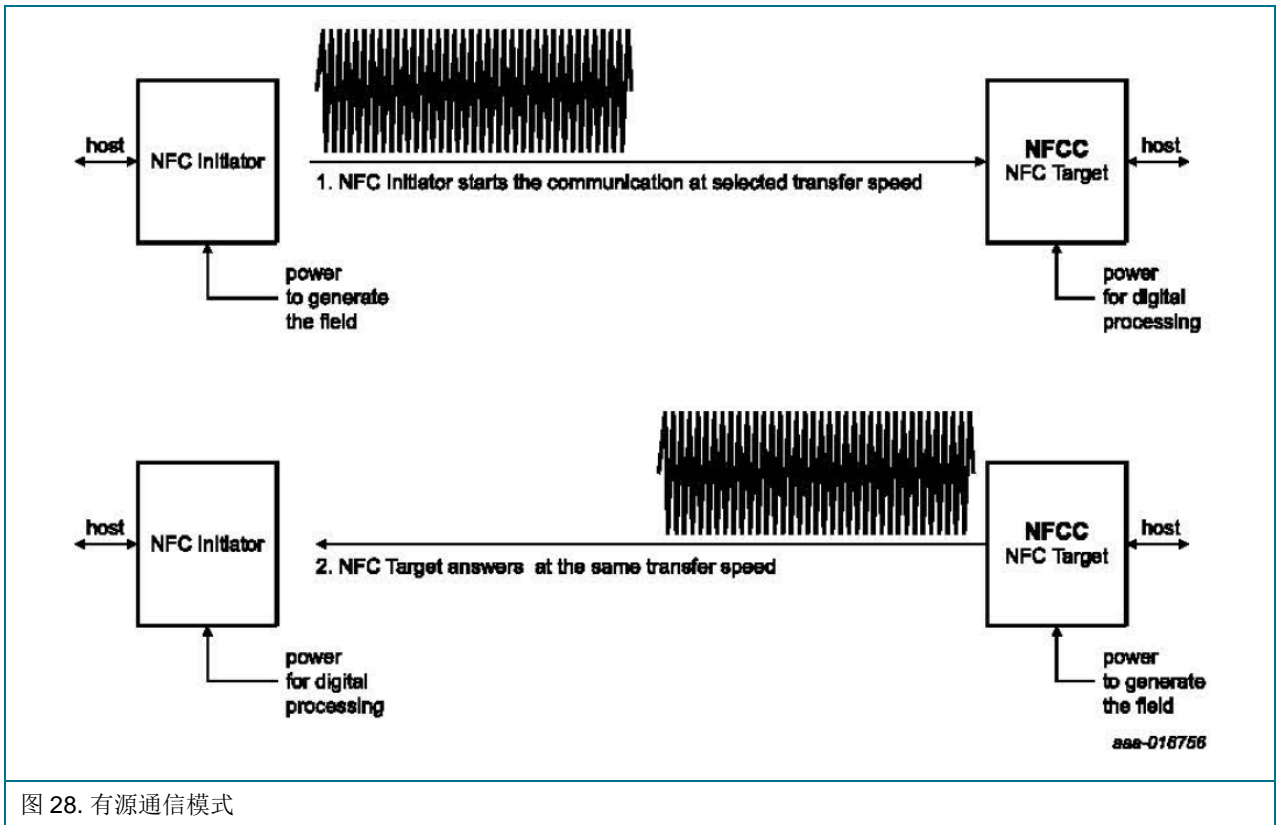 host
NFC Initiator
1. NFC Initiator starts the communication at selected transfer speed
NFCC
NFC Target
host
power
to generate
the field
power
for digital
processing
host
NFC Initiator
2. NFC Target answers at the same transfer speed
NFCC
NFC Target
host
power
for digital
processing
power
to generate
the field
aaa-016756
图 28. 有源通信模式